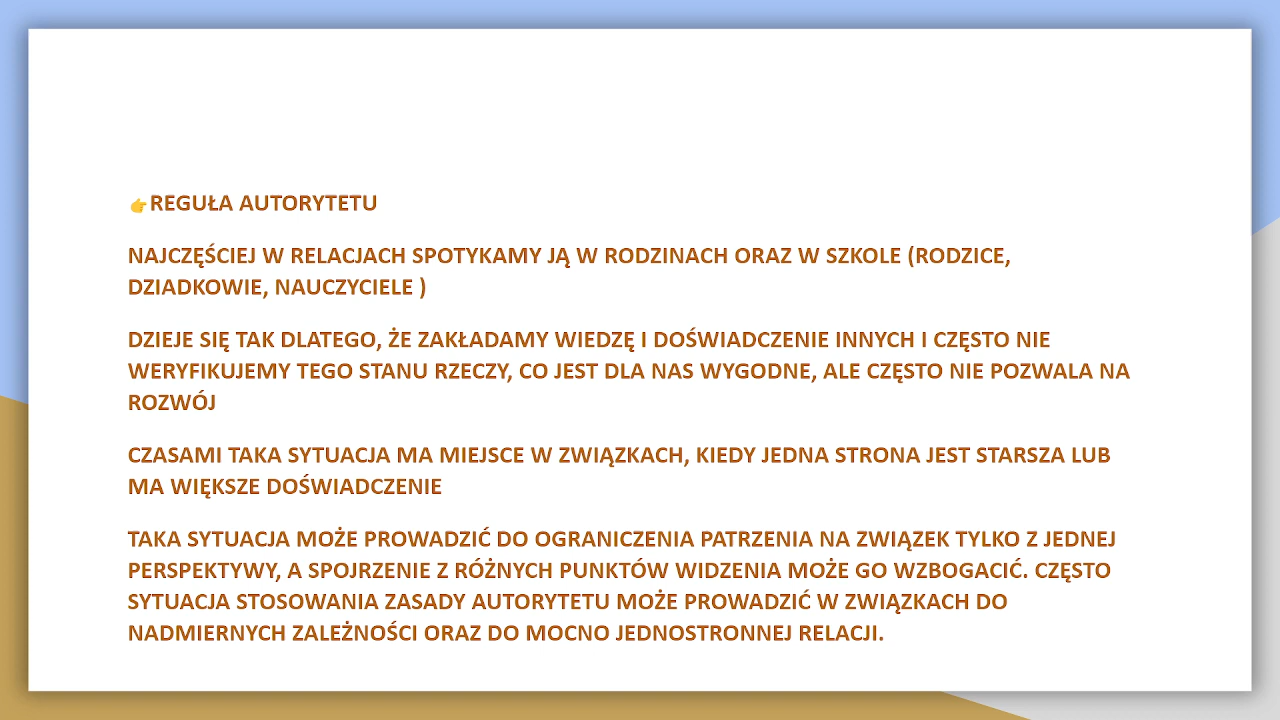 👉REGUŁA AUTORYTETU
NAJCZĘŚCIEJ W RELACJACH SPOTYKAMY JĄ W RODZINACH ORAZ W SZKOLE (RODZICE,
DZIADKOWIE, NAUCZYCIELE )
DZIEJE SIĘ TAK DLATEGO, ŻE ZAKŁADAMY WIEDZĘ I DOŚWIADCZENIE INNYCH I CZĘSTO NIE
WERYFIKUJEMY TEGO STANU RZECZY, CO JEST DLA NAS WYGODNE, ALE CZĘSTO NIE POZWALA NA
ROZWÓJ
CZASAMI TAKA SYTUACJA MA MIEJSCE W ZWIĄZKACH, KIEDY JEDNA STRONA JEST STARSZA LUB
MA WIĘKSZE DOŚWIADCZENIE
TAKA SYTUACJA MOŻE PROWADZIĆ DO OGRANICZENIA PATRZENIA NA ZWIĄZEK TYLKO Z JEDNEJ
PERSPEKTYWY, A SPOJRZENIE Z RÓŻNYCH PUNKTÓW WIDZENIA MOŻE GO WZBOGACIĆ. CZĘSTO
SYTUACJA STOSOWANIA ZASADY AUTORYTETU MOŻE PROWADZIĆ W ZWIĄZKACH DO
NADMIERNYCH ZALEŻNOŚCI ORAZ DO MOCNO JEDNOSTRONNEJ RELACJI.